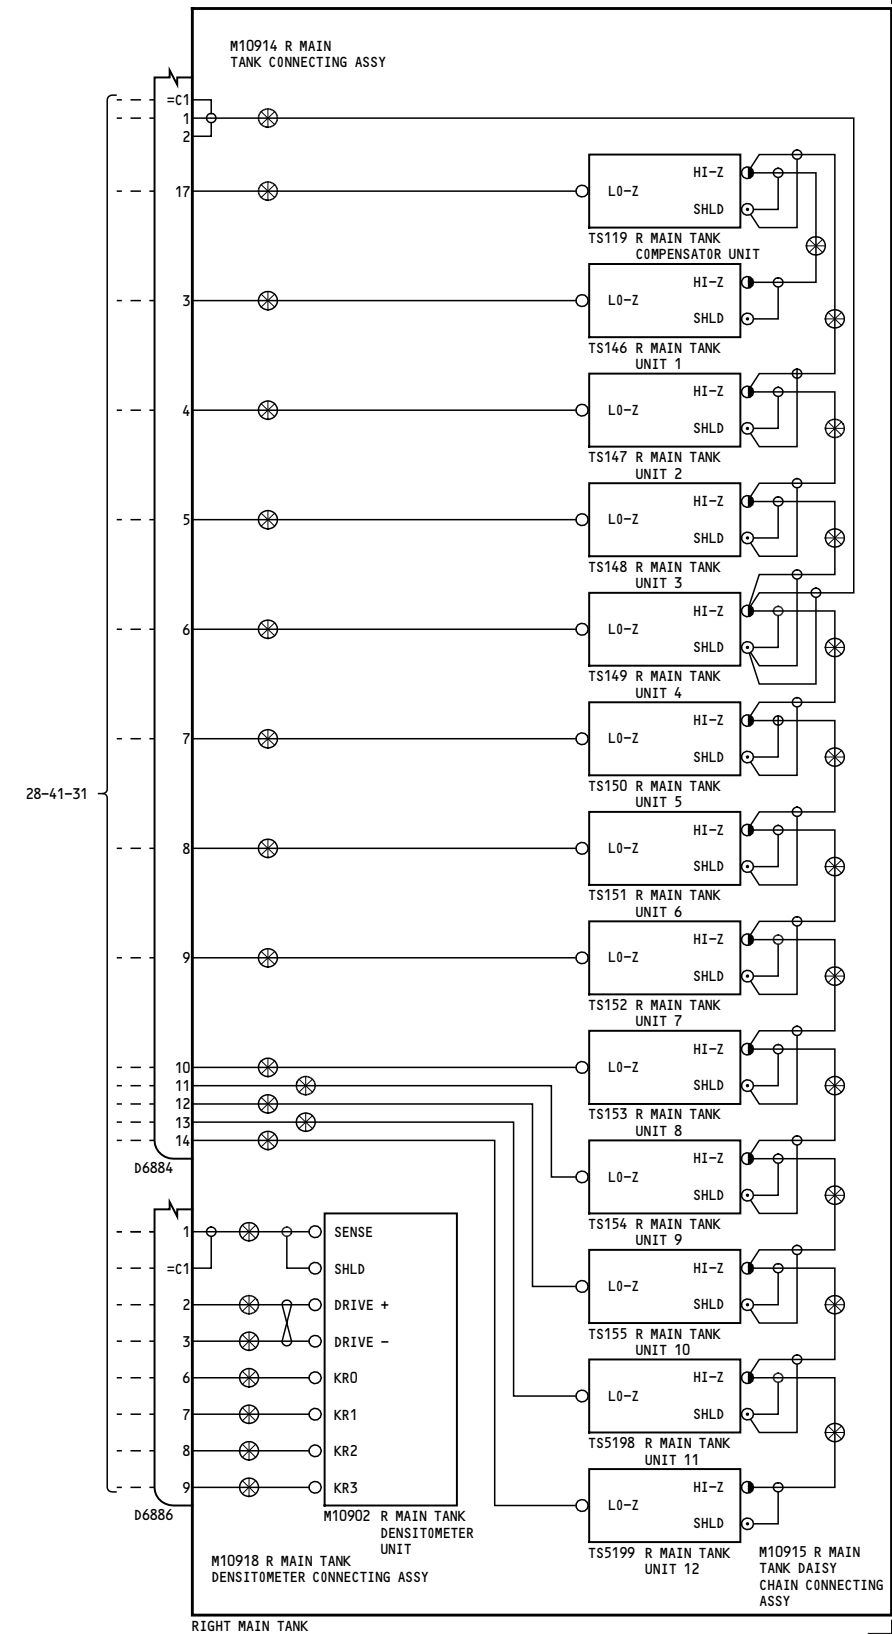 M10914 R MAIN
TANK CONNECTING ASSY
=C1
1
2
17
LO-Z
HI-Z
SHLD
TS119 R MAIN TANK
COMPENSATOR UNIT
3
LO-Z
HI-Z
SHLD
TS146 R MAIN TANK
UNIT 1
4
LO-Z
HI-Z
SHLD
TS147 R MAIN TANK
UNIT 2
5
LO-Z
HI-Z
SHLD
TS148 R MAIN TANK
UNIT 3
6
LO-Z
HI-Z
SHLD
TS149 R MAIN TANK
UNIT 4
7
LO-Z
HI-Z
SHLD
TS150 R MAIN TANK
UNIT 5
28-41-31
8
LO-Z
HI-Z
SHLD
TS151 R MAIN TANK
UNIT 6
9
LO-Z
HI-Z
SHLD
TS152 R MAIN TANK
UNIT 7
10
LO-Z
HI-Z
SHLD
TS153 R MAIN TANK
UNIT 8
11
12
13
14
D6884
LO-Z
HI-Z
SHLD
TS154 R MAIN TANK
UNIT 9
LO-Z
HI-Z
SHLD
TS155 R MAIN TANK
UNIT 10
LO-Z
HI-Z
SHLD
TS5198 R MAIN TANK
UNIT 11
LO-Z
HI-Z
SHLD
TS5199 R MAIN TANK
UNIT 12
1
SENSE
=C1
SHLD
2
DRIVE +
3
DRIVE -
6
KR0
7
KR1
8
KR2
9
KR3
D6886
M10902 R MAIN TANK
DENSITOMETER
UNIT
M10918 R MAIN TANK
DENSITOMETER CONNECTING ASSY
M10915 R MAIN
TANK DAISY
CHAIN CONNECTING
ASSY
RIGHT MAIN TANK